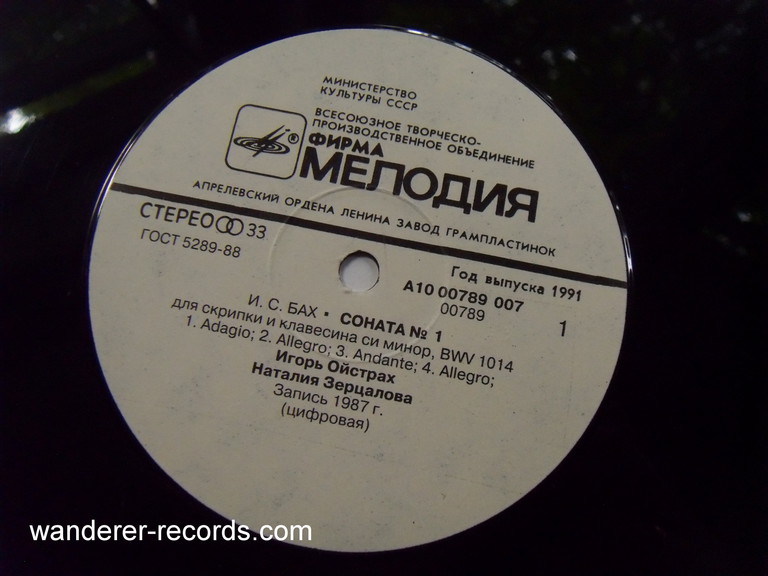 МИНИСТЕРСТВО
КУЛЬТУРЫ СССР
ВСЕСОЮЗНОЕ ТВОРЧЕСКО-
ПРОИЗВОДСТВЕННОЕ ОБЪЕДИНЕНИЕ
ФИРМА
®
МЕЛОДИЯ
АПРЕЛЕВСКИЙ ОРДЕНА ЛЕНИНА ЗАВОД ГРАМПЛАСТИНОК
СТЕРЕО 33
ГОСТ 5289-88
Год выпуска 1991
А10 00789 007
00789
1
И. С. БАХ • СОНАТА № 1
для скрипки и клавесина си минор, BWV 1014
1. Adagio; 2. Allegro; 3. Andante; 4. Allegro;
Игорь Ойстрах
Наталия Зерцалова
Запись 1987 г.
(цифровая)
wanderer-records.com